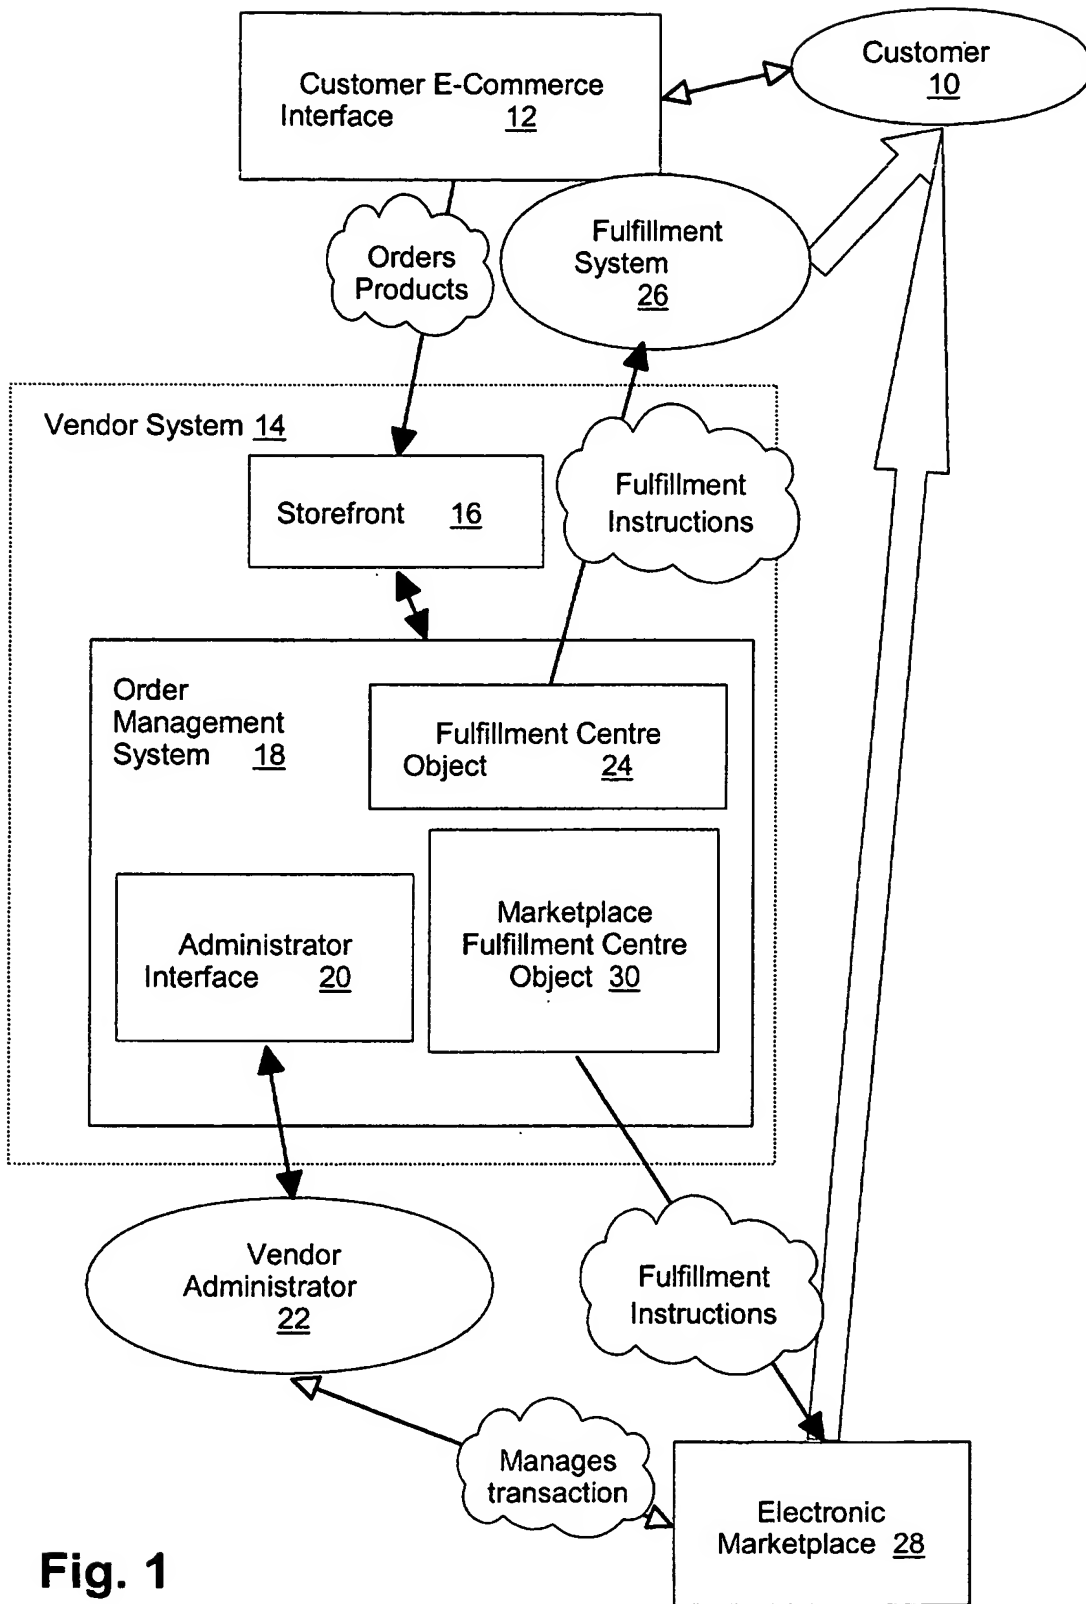 Customer
10
Customer E-Commerce
Interface 12
Fulfillment
System
26
Orders
Products
Vendor System 14
Storefront 16
Fulfillment
Instructions
Order
Management
System 18
Fulfillment Centre
Object 24
Marketplace
Fulfillment Centre
Object 30
Administrator
Interface 20
Vendor
Administrator
22
Fulfillment
Instructions
Manages
transaction
Electronic
Marketplace 28
Fig. 1